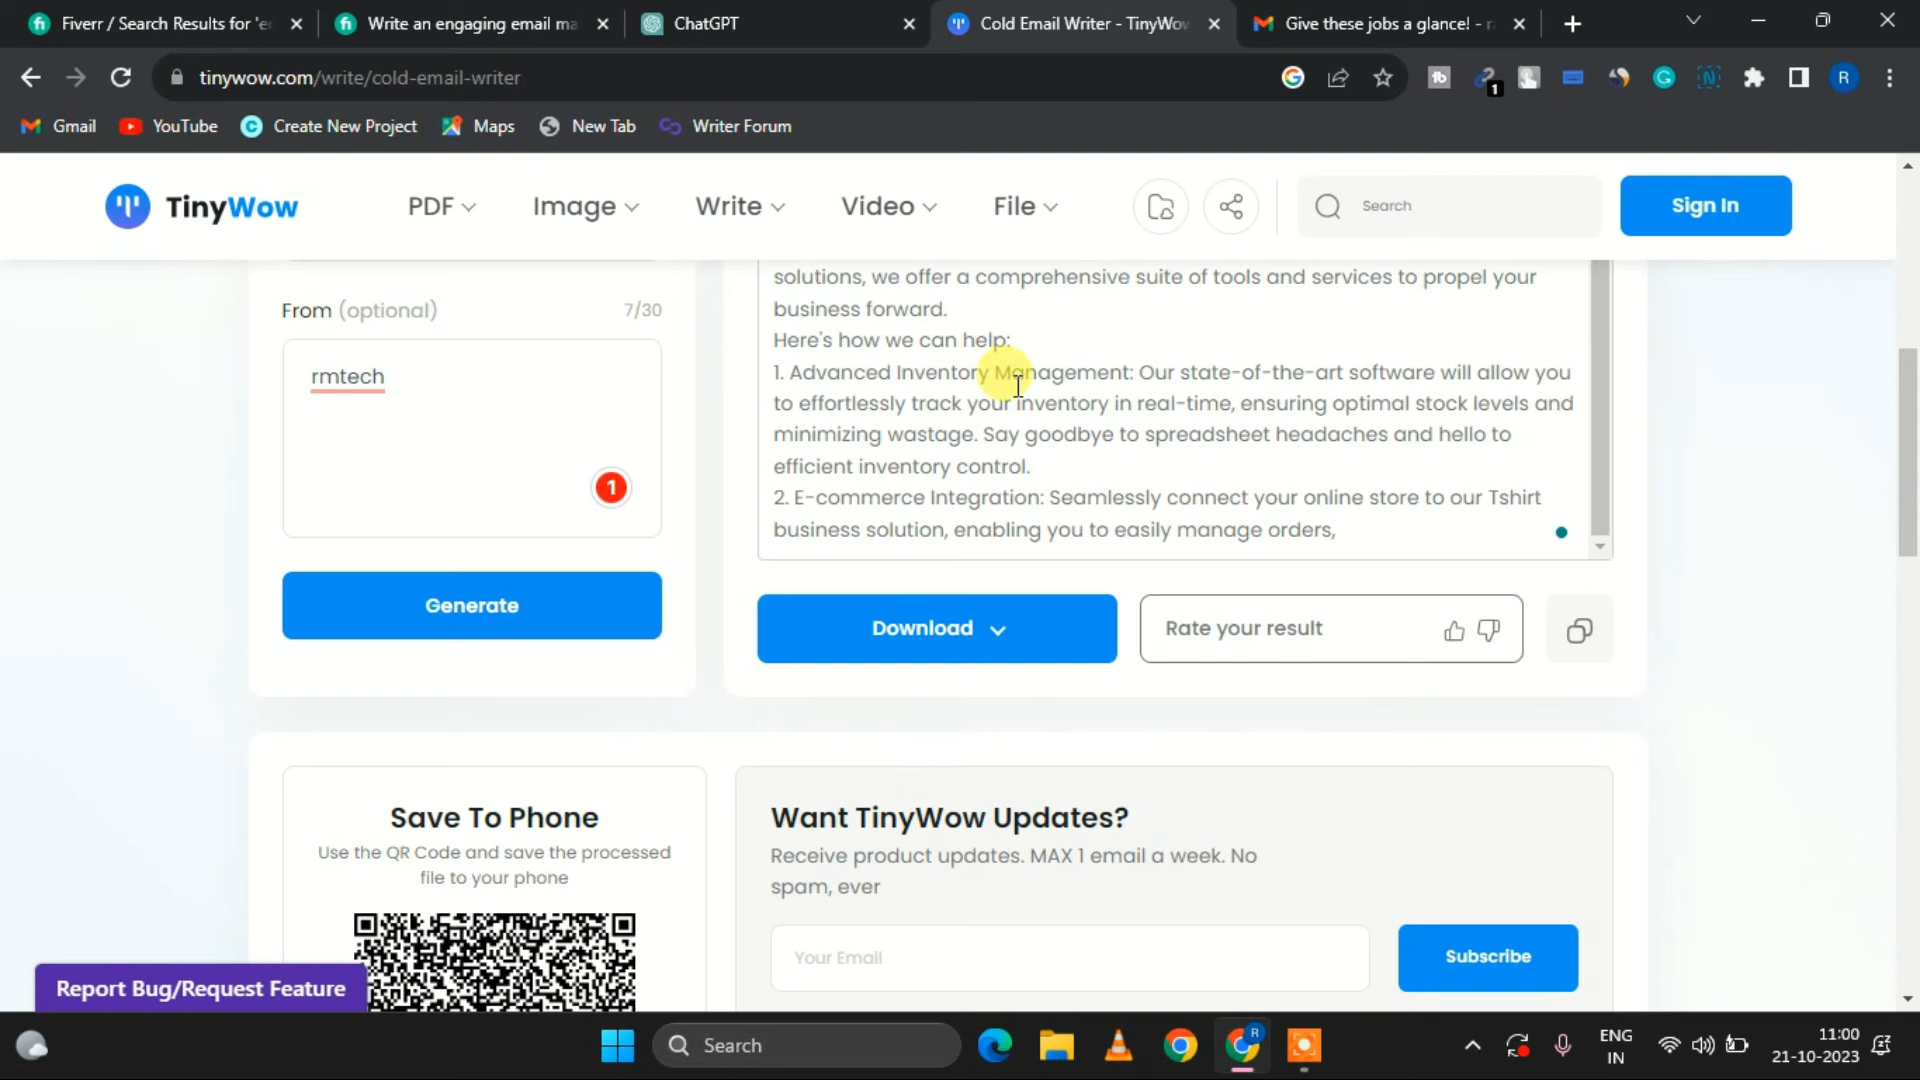 Fiverr / Search Results for 'e
Write an engaging email ma
ChatGPT
Cold Email Writer - TinyWow
Give these jobs a glance! - r
tinywow.com/write/cold-email-writer
1
R
Gmail
YouTube
Create New Project
Maps
New Tab
Writer Forum
TinyWow
PDF
Image
Write
Video
File
Search
Sign In
From (optional)
7/30
rmtech
1
Generate
solutions, we offer a comprehensive suite of tools and services to propel your
business forward.
Here's how we can help:
1. Advanced Inventory Management: Our state-of-the-art software will allow you
to effortlessly track your inventory in real-time, ensuring optimal stock levels and
minimizing wastage. Say goodbye to spreadsheet headaches and hello to
efficient inventory control.
2. E-commerce Integration: Seamlessly connect your online store to our Tshirt
business solution, enabling you to easily manage orders,
Download
Rate your result
Save To Phone
Use the QR Code and save the processed
file to your phone
Want TinyWow Updates?
Receive product updates. MAX 1 email a week. No
spam, ever
Your Email
Subscribe
Report Bug/Request Feature
Search
R
ENG
IN
11:00
21-10-2023